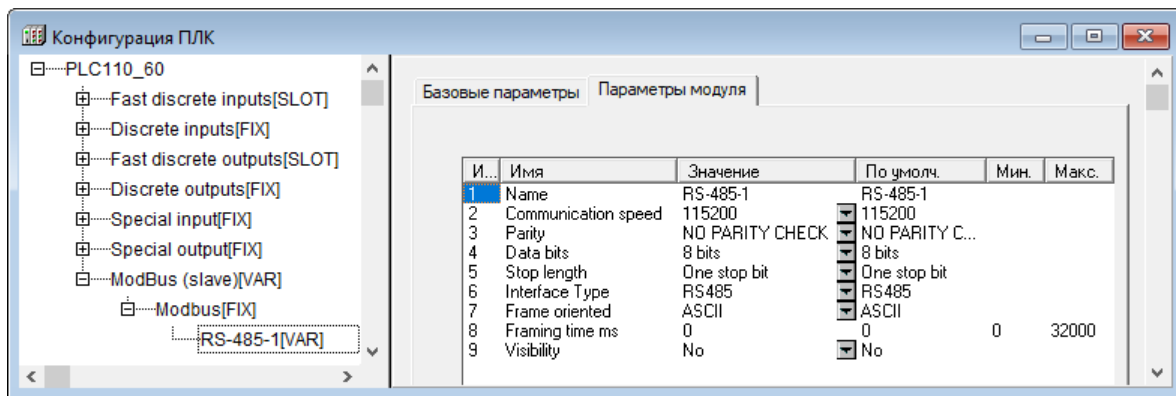 Конфигурация ПЛК
PLC110_60
Fast discrete inputs[SLOT]
Discrete inputs[FIX]
Fast discrete outputs[SLOT]
Discrete outputs[FIX]
Special input[FIX]
Special output[FIX]
ModBus (slave)[VAR]
Modbus[FIX]
RS-485-1[VAR]
Базовые параметры Параметры модуля
И... Имя Значение По умолч. Мин. Макс.
1 Name RS-485-1 RS-485-1
2 Communication speed 115200 115200
3 Parity NO PARITY CHECK NO PARITY C...
4 Data bits 8 bits 8 bits
5 Stop length One stop bit One stop bit
6 Interface Type RS485 RS485
7 Frame oriented ASCII ASCII
8 Framing time ms 0 0 0 32000
9 Visibility No No